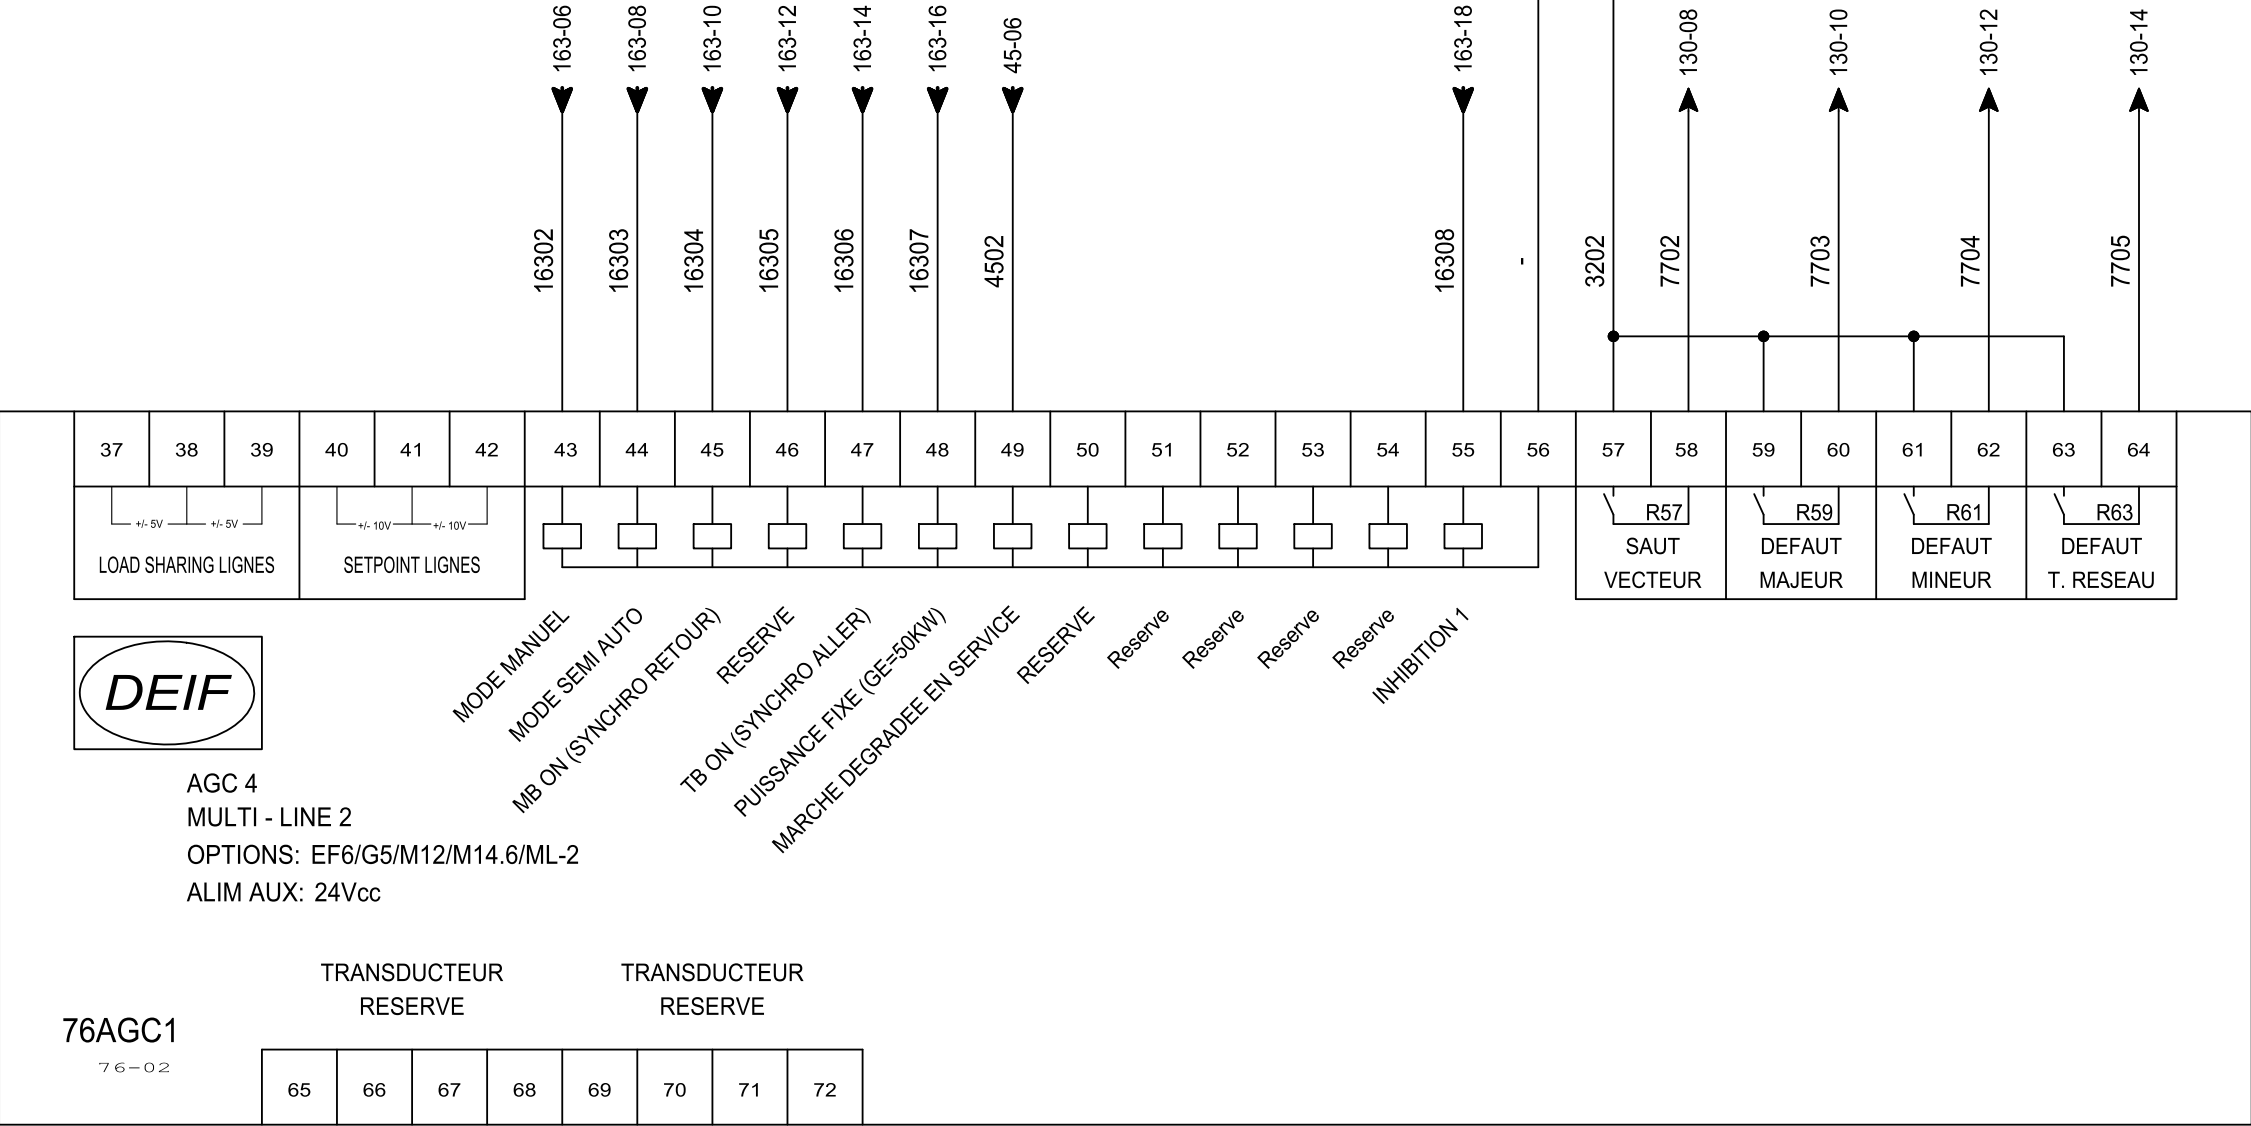 163-06
163-08
163-10
163-12
163-14
163-16
45-06
163-18
130-08
130-10
130-12
130-14
16302
16303
16304
16305
16306
16307
4502
16308
-
3202
7702
7703
7704
7705
37 38 39 40 41 42 43 44 45 46 47 48 49 50 51 52 53 54 55 56 57 58 59 60 61 62 63 64
+/- 5V +/- 5V +/- 10V +/- 10V
R57 R59 R61 R63
LOAD SHARING LIGNES
SETPOINT LIGNES
SAUT
VECTEUR
DEFAUT
MAJEUR
DEFAUT
MINEUR
DEFAUT
T. RESEAU
MODE MANUEL
MODE SEMI AUTO
MB ON (SYNCHRO RETOUR)
RESERVE
TB ON (SYNCHRO ALLER)
PUISSANCE FIXE (GE=50KW)
MARCHE DEGRADEE EN SERVICE
RESERVE
Reserve
Reserve
Reserve
Reserve
INHIBITION 1
DEIF
AGC 4
MULTI - LINE 2
OPTIONS: EF6/G5/M12/M14.6/ML-2
ALIM AUX: 24Vcc
TRANSDUCTEUR
RESERVE
TRANSDUCTEUR
RESERVE
76AGC1
76-02
65 66 67 68 69 70 71 72